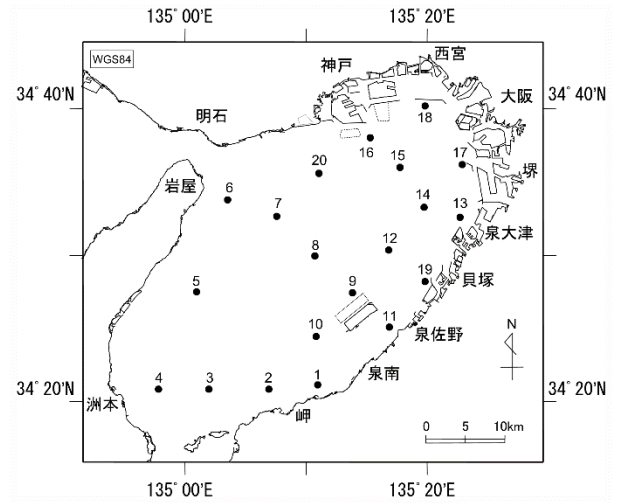 135°00'E
135°20'E
WGS84
神戸
西宮
34°40'N
34°40'N
大阪
明石
18
16
15
17
堺
岩屋
20
6
7
14
13
泉大津
8
12
5
9
19
貝塚
10
11
泉佐野
N
34°20'N
4
3
2
1
泉南
34°20'N
洲本
岬
0
5
10km
135°00'E
135°20'E